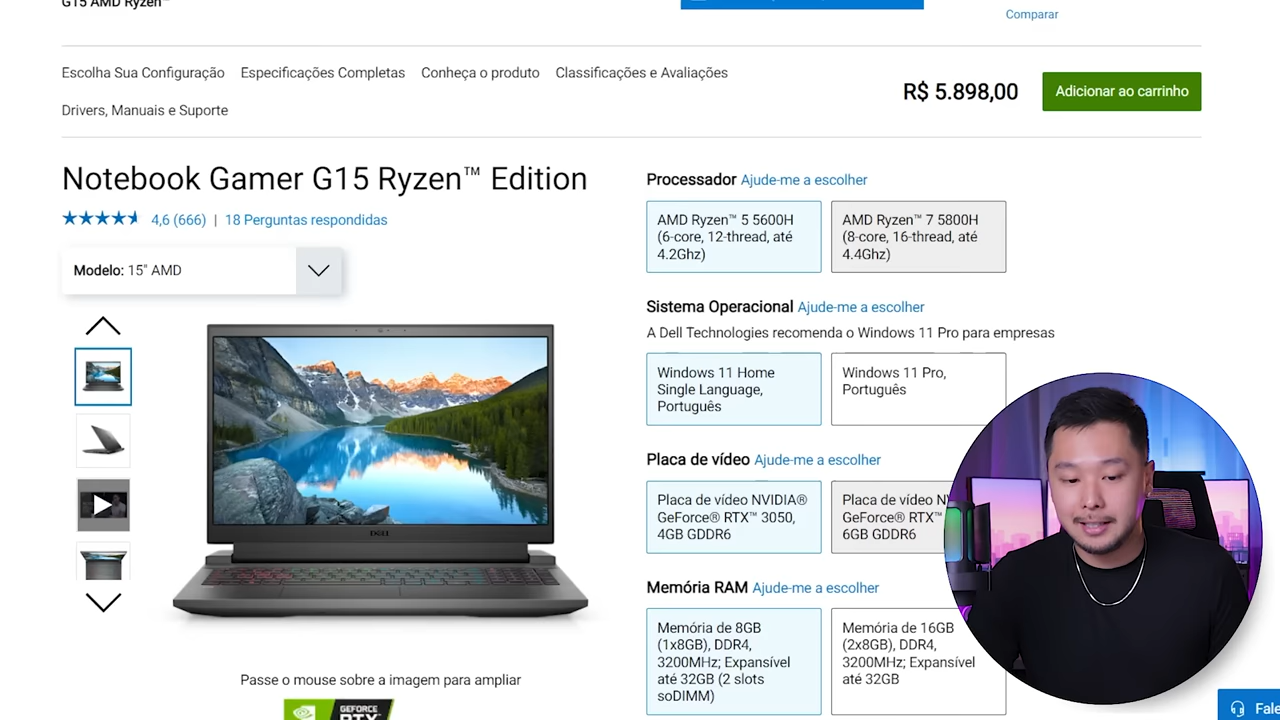 G15 AMD Ryzen™
Comparar
Escolha Sua Configuração
Especificações Completas
Conheça o produto
Classificações e Avaliações
Drivers, Manuais e Suporte
R$ 5.898,00
Adicionar ao carrinho
Notebook Gamer G15 Ryzen™ Edition
4,6 (666) | 18 Perguntas respondidas
Modelo: 15" AMD
DELL
Passe o mouse sobre a imagem para ampliar
GEFORCE
RTX
Processador Ajude-me a escolher
AMD Ryzen™ 5 5600H
(6-core, 12-thread, até
4.2Ghz)
AMD Ryzen™ 7 5800H
(8-core, 16-thread, até
4.4Ghz)
Sistema Operacional Ajude-me a escolher
A Dell Technologies recomenda o Windows 11 Pro para empresas
Windows 11 Home
Single Language,
Português
Windows 11 Pro,
Português
Placa de vídeo Ajude-me a escolher
Placa de vídeo NVIDIA®
GeForce® RTX™ 3050,
4GB GDDR6
Placa de vídeo
GeForce® RTX™
6GB GDDR6
Memória RAM Ajude-me a escolher
Memória de 8GB
(1x8GB), DDR4,
3200MHz; Expansível
até 32GB (2 slots
soDIMM)
Memória de 16GB
(2x8GB), DDR4,
3200MHz; Expansível
até 32GB
Fale